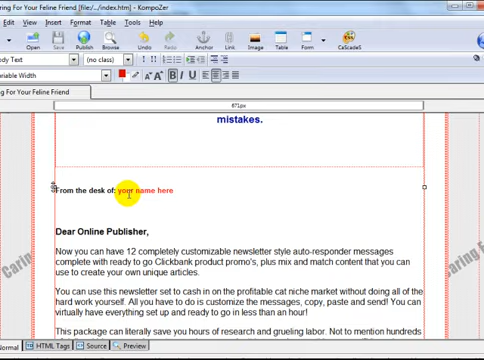 ring For Your Feline Friend [file:/.../index.htm] - KompoZer
Edit View Insert Format Table Tools Help
Open Save Publish Browse Undo Redo Anchor Link Image Table Form CaScadeS
Body Text (no class)
Variable Width
ng For Your Feline Friend
671px
mistakes.
From the desk of: your name here
Dear Online Publisher,
Now you can have 12 completely customizable newsletter style auto-responder messages
complete with ready to go Clickbank product promo's, plus mix and match content that you can
use to create your own unique articles.
You can use this newsletter set to cash in on the profitable cat niche market without doing all of the
hard work yourself. All you have to do is customize the messages, copy, paste and send! You can
virtually have everything set up and ready to go in less than an hour!
This package can literally save you hours of research and grueling labor. Not to mention hundreds
Caring
Caring For
Normal HTML Tags Source Preview